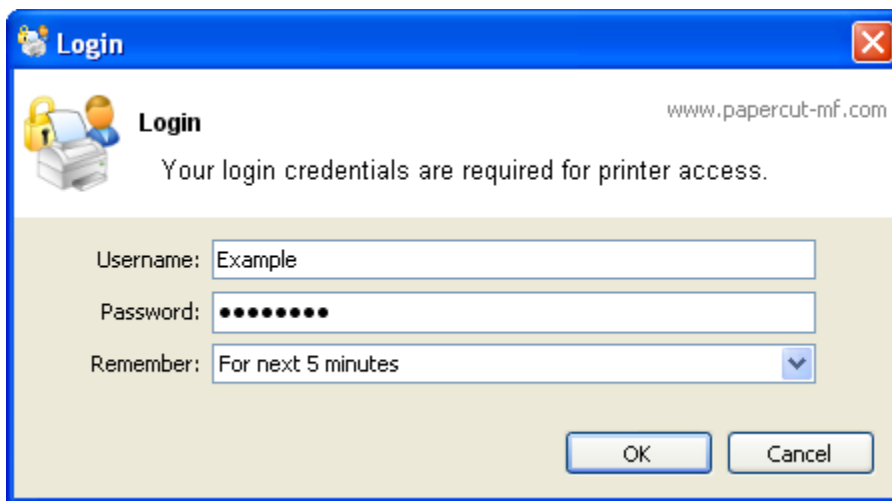 Login
www.papercut-mf.com
Login
Your login credentials are required for printer access.
Username: Example
Password: ●●●●●●●●
Remember: For next 5 minutes
OK Cancel